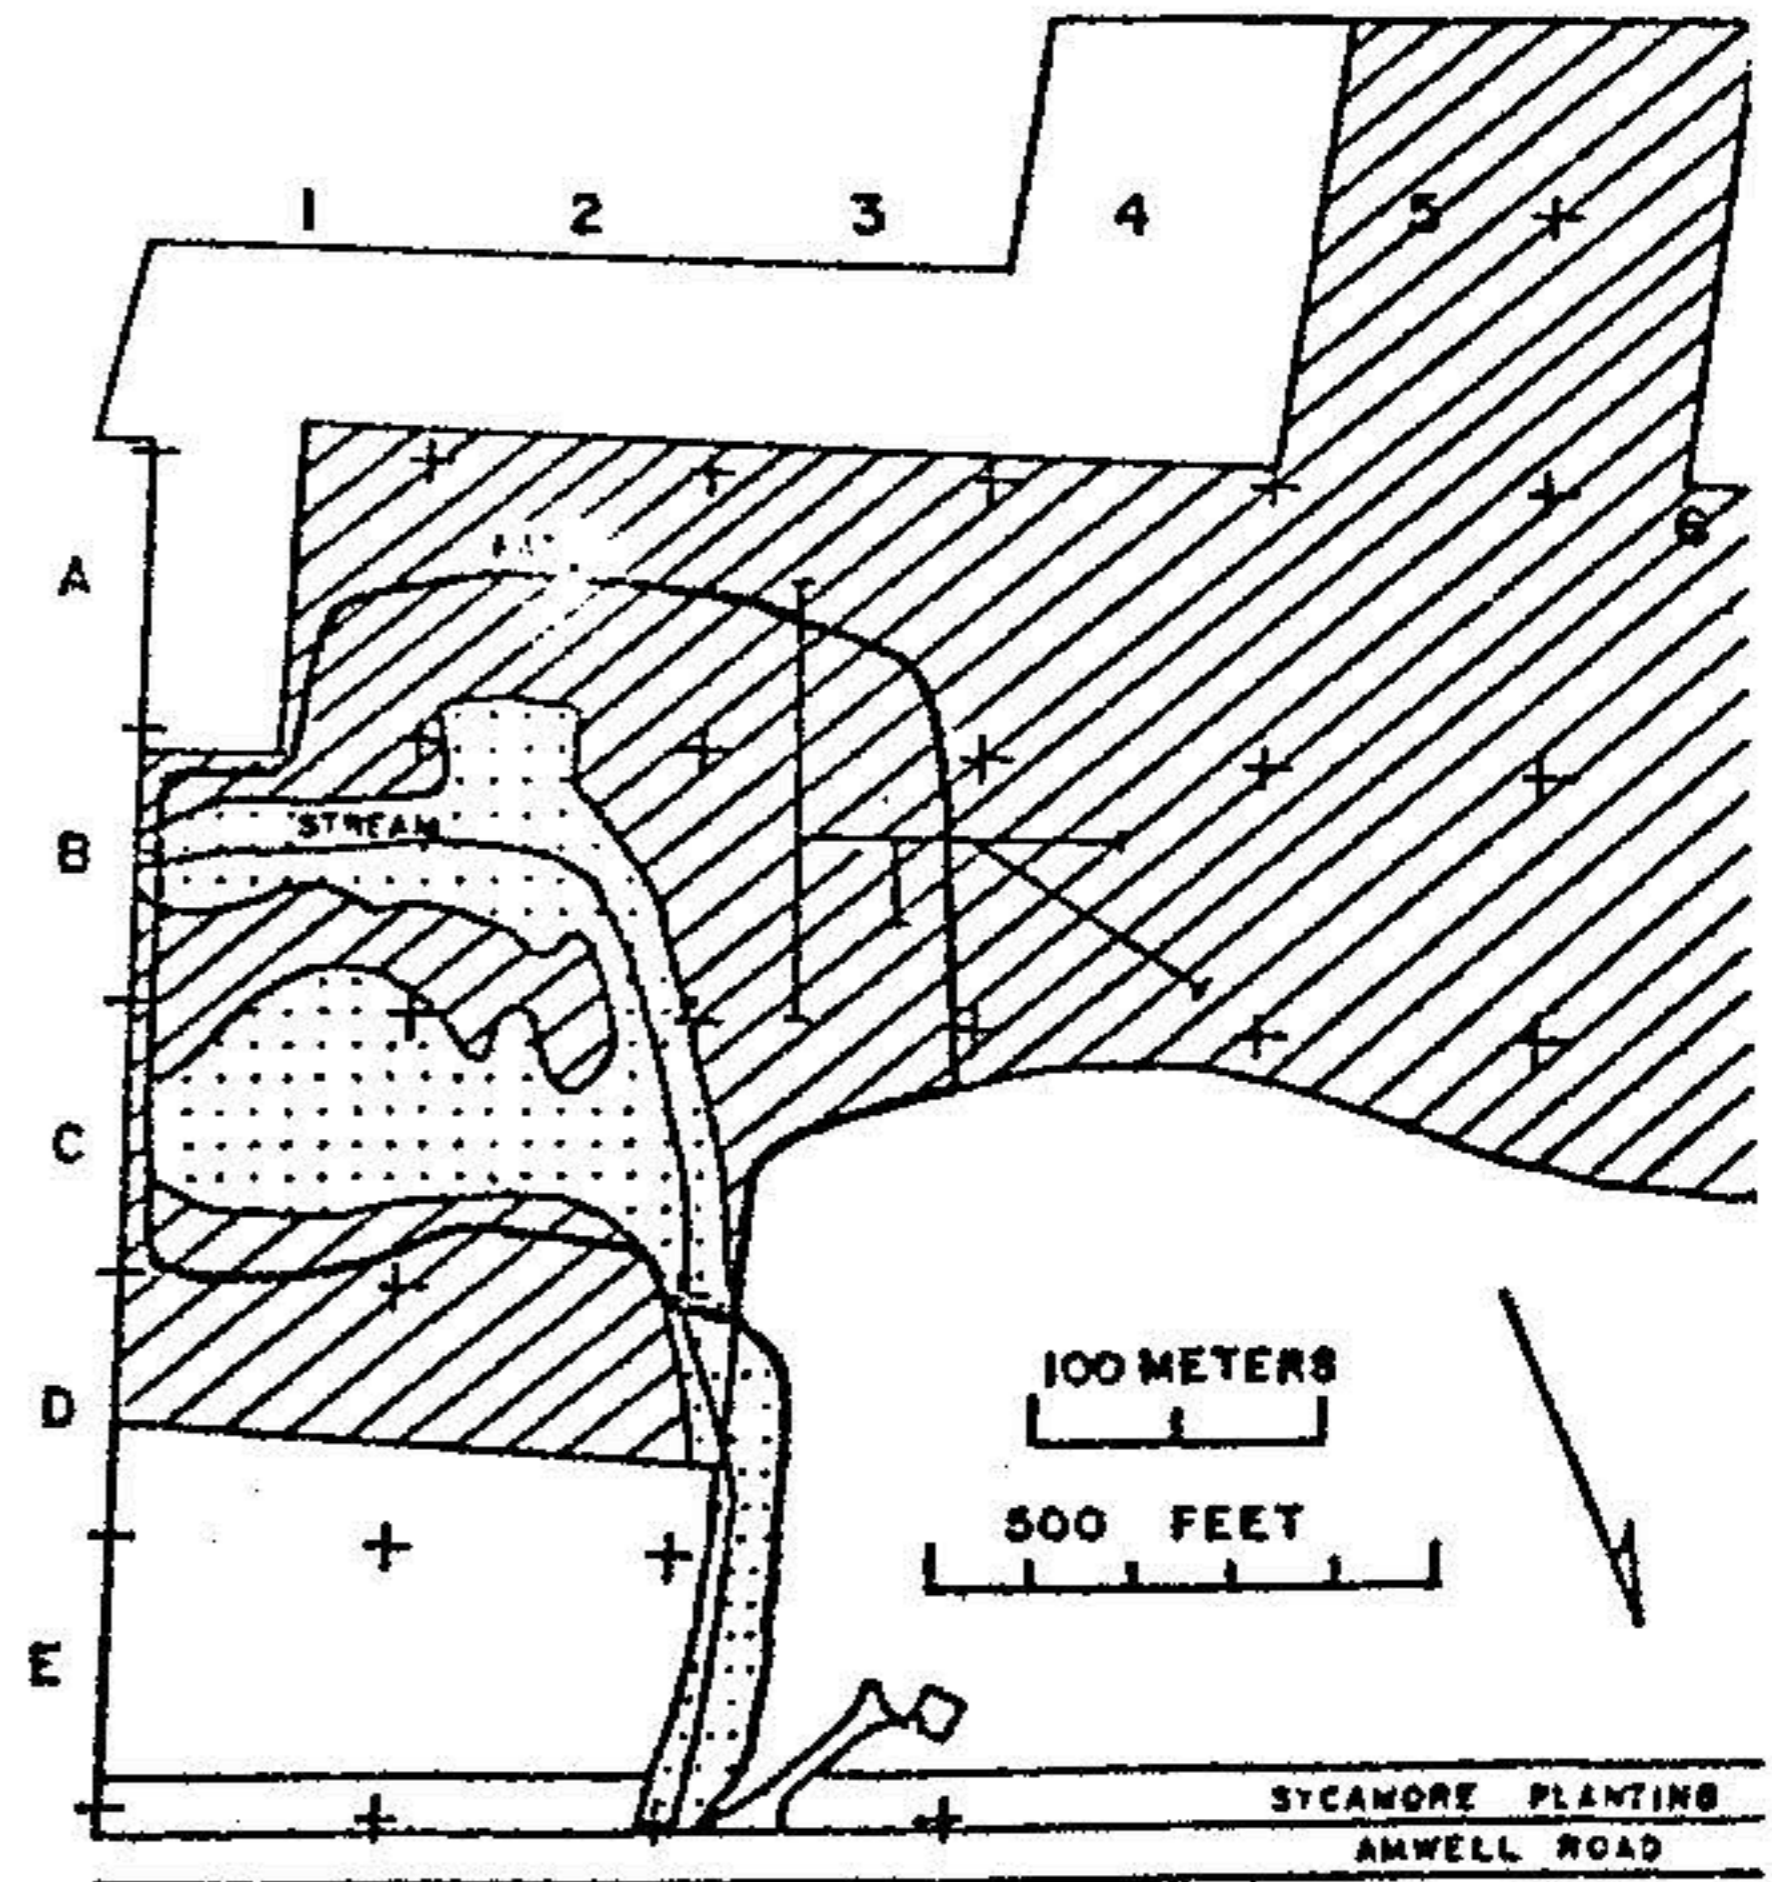 1 2 3 4 5
6
A
STREAM
B
C
100 METERS
D
500 FEET
E
SYCAMORE PLANTING
AMWELL ROAD